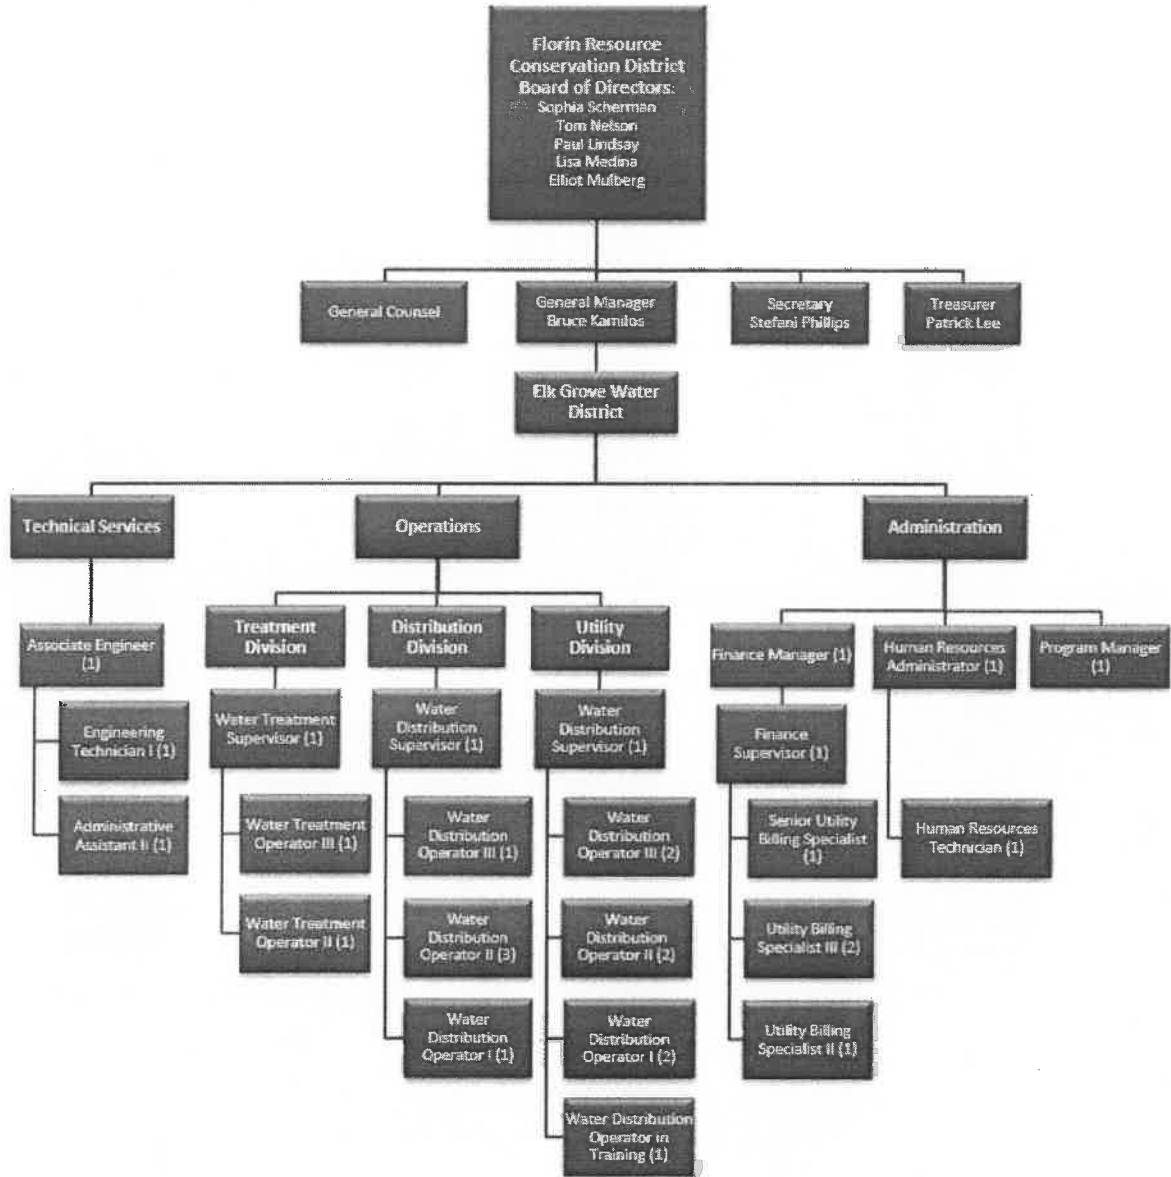 Florin Resource
Conservation District
Board of Directors:
Sophia Scherman
Tom Nelson
Paul Lindsay
Lisa Medina
Elliot Mulberg
General Counsel
General Manager
Bruce Kamilos
Secretary
Stefani Phillips
Treasurer
Patrick Lee
Elk Grove Water
District
Technical Services
Operations
Administration
Associate Engineer
(1)
Engineering
Technician I (1)
Administrative
Assistant II (1)
Treatment
Division
Water Treatment
Supervisor (1)
Water Treatment
Operator III (1)
Water Treatment
Operator II (1)
Distribution
Division
Water
Distribution
Supervisor (1)
Water
Distribution
Operator III (1)
Water
Distribution
Operator II (3)
Water
Distribution
Operator I (1)
Utility
Division
Water
Distribution
Supervisor (1)
Water
Distribution
Operator III (2)
Water
Distribution
Operator II (2)
Water
Distribution
Operator I (2)
Water Distribution
Operator in
Training (1)
Finance Manager (1)
Finance
Supervisor (1)
Senior Utility
Billing Specialist
(1)
Utility Billing
Specialist III (2)
Utility Billing
Specialist II (1)
Human Resources
Administrator (1)
Human Resources
Technician (1)
Program Manager
(1)